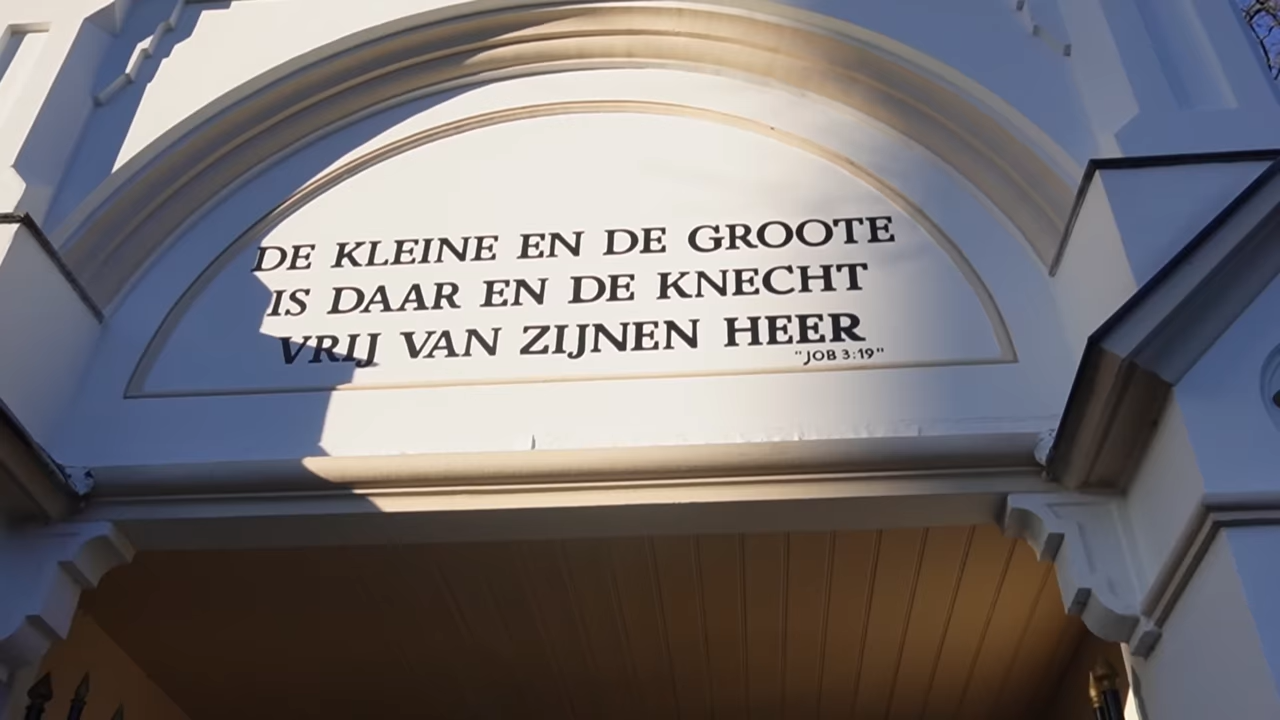 DE KLEINE EN DE GROOTE
IS DAAR EN DE KNECHT
VRIJ VAN ZIJNEN HEER
"JOB 3:19"